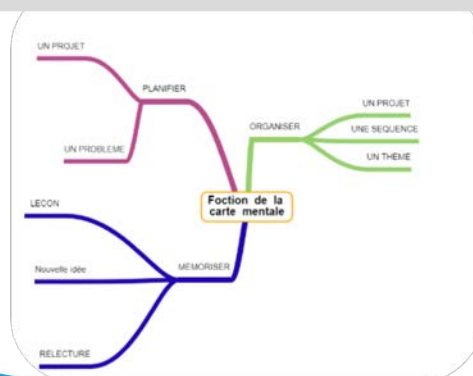 UN PROJET
PLANIFIER
UN PROBLEME
ORGANISER
UN PROJET
UNE SEQUENCE
UN THEME
Foction de la
carte mentale
LECON
MEMORISER
Nouvelle idée
RELECTURE